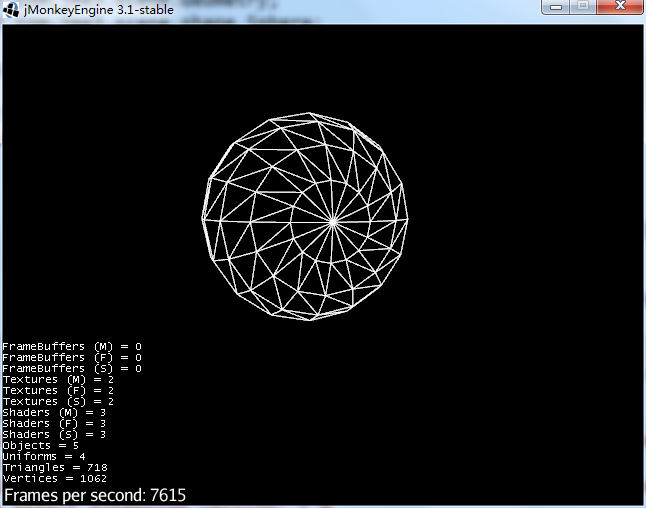 jMonkeyEngine 3.1-stable
FrameBuffers (M) = 0
FrameBuffers (F) = 0
FrameBuffers (S) = 0
Textures (M) = 2
Textures (F) = 2
Textures (S) = 2
Shaders (M) = 3
Shaders (F) = 3
Shaders (S) = 3
Objects = 5
Uniforms = 4
Triangles = 718
Vertices = 1062
Frames per second: 7615